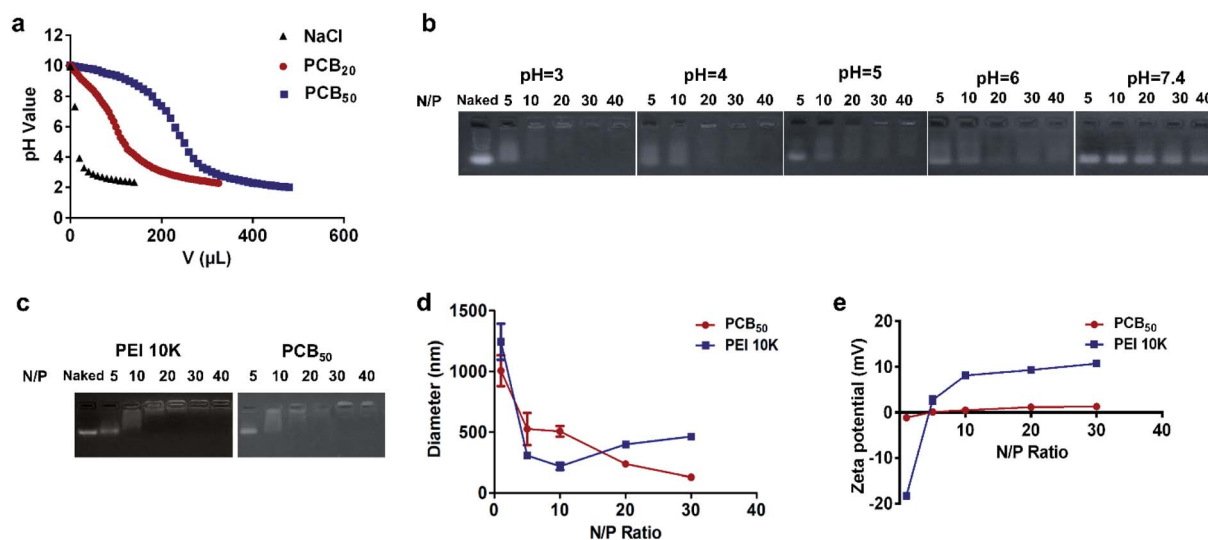 a
NaCl
PCB₂₀
PCB₅₀
12
10
8
6
4
2
0
pH Value
0 200 400 600
V (µL)
b
pH=3 pH=4 pH=5 pH=6 pH=7.4
N/P Naked 5 10 20 30 40 5 10 20 30 40 5 10 20 30 40 5 10 20 30 40 5 10 20 30 40
c
PEI 10K PCB₅₀
N/P Naked 5 10 20 30 40 5 10 20 30 40
d
PCB₅₀
PEI 10K
1500
1000
500
0
Diameter (nm)
0 10 20 30 40
N/P Ratio
e
PCB₅₀
PEI 10K
20
10
0
-10
-20
Zeta potential (mV)
10 20 30 40
N/P Ratio